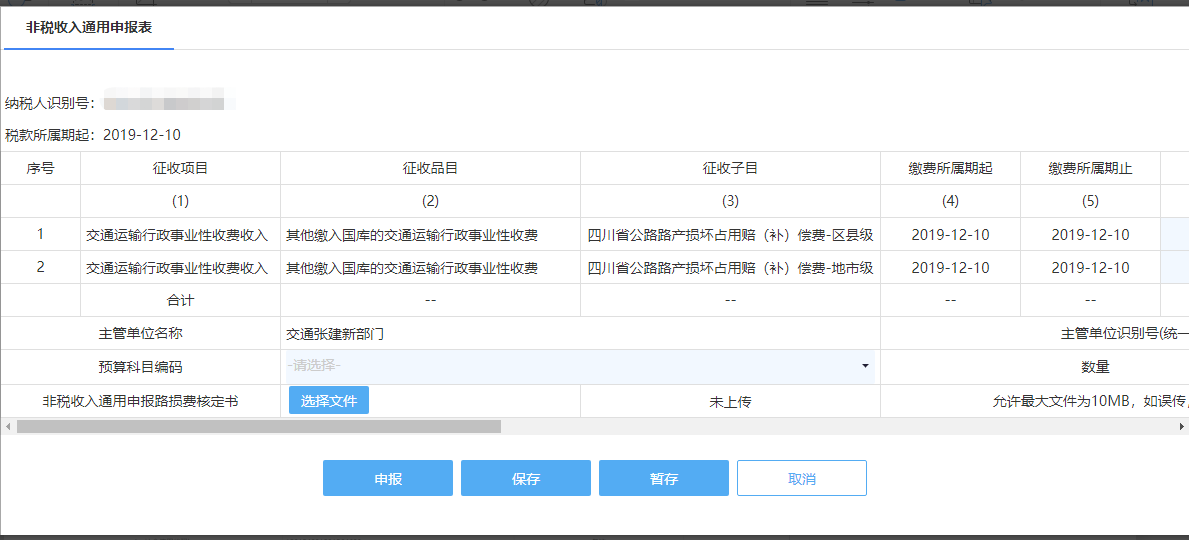 非税收入通用申报表
纳税人识别号：
税款所属期起：2019-12-10
序号 征收项目 征收品目 征收子目 缴费所属期起 缴费所属期止
(1) (2) (3) (4) (5)
1 交通运输行政事业性收费收入 其他缴入国库的交通运输行政事业性收费 四川省公路路产损坏占用赔（补）偿费-区县级 2019-12-10 2019-12-10
2 交通运输行政事业性收费收入 其他缴入国库的交通运输行政事业性收费 四川省公路路产损坏占用赔（补）偿费-地市级 2019-12-10 2019-12-10
合计 -- -- -- --
主管单位名称 交通张建新部门 主管单位识别号(统一
预算科目编码 -请选择- 数量
非税收入通用申报路损费核定书 选择文件 未上传 允许最大文件为10MB，如误传，
申报 保存 暂存 取消